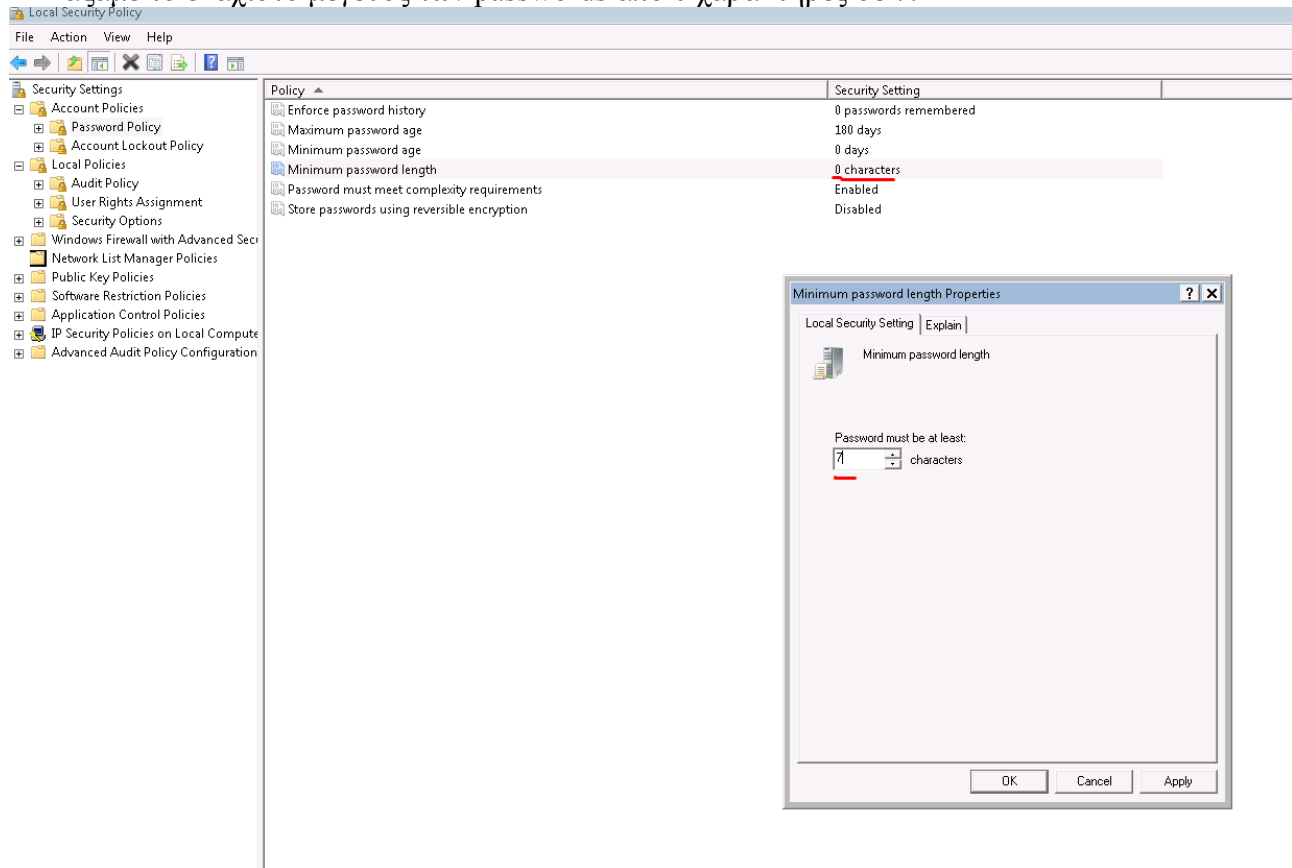 των passwords από
Local Security Policy
File Action View Help
Security Settings
Account Policies
Password Policy
Account Lockout Policy
Local Policies
Audit Policy
User Rights Assignment
Security Options
Windows Firewall with Advanced Secu
Network List Manager Policies
Public Key Policies
Software Restriction Policies
Application Control Policies
IP Security Policies on Local Compute
Advanced Audit Policy Configuration
Policy Security Setting
Enforce password history 0 passwords remembered
Maximum password age 180 days
Minimum password age 0 days
Minimum password length 0 characters
Password must meet complexity requirements Enabled
Store passwords using reversible encryption Disabled
Minimum password length Properties
Local Security Setting Explain
Minimum password length
Password must be at least:
7 characters
OK Cancel Apply